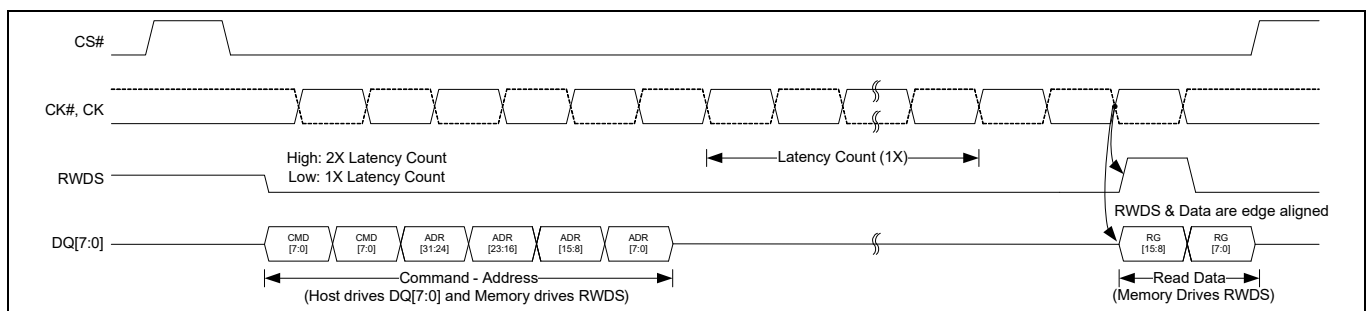 CS#
CK#, CK
High: 2X Latency Count
Low: 1X Latency Count
Latency Count (1X)
RWDS
RWDS & Data are edge aligned
DQ[7:0]
CMD
[7:0]
CMD
[7:0]
ADR
[31:24]
ADR
[23:16]
ADR
[15:8]
ADR
[7:0]
RG
[15:8]
RG
[7:0]
Command - Address
(Host drives DQ[7:0] and Memory drives RWDS)
Read Data
(Memory Drives RWDS)